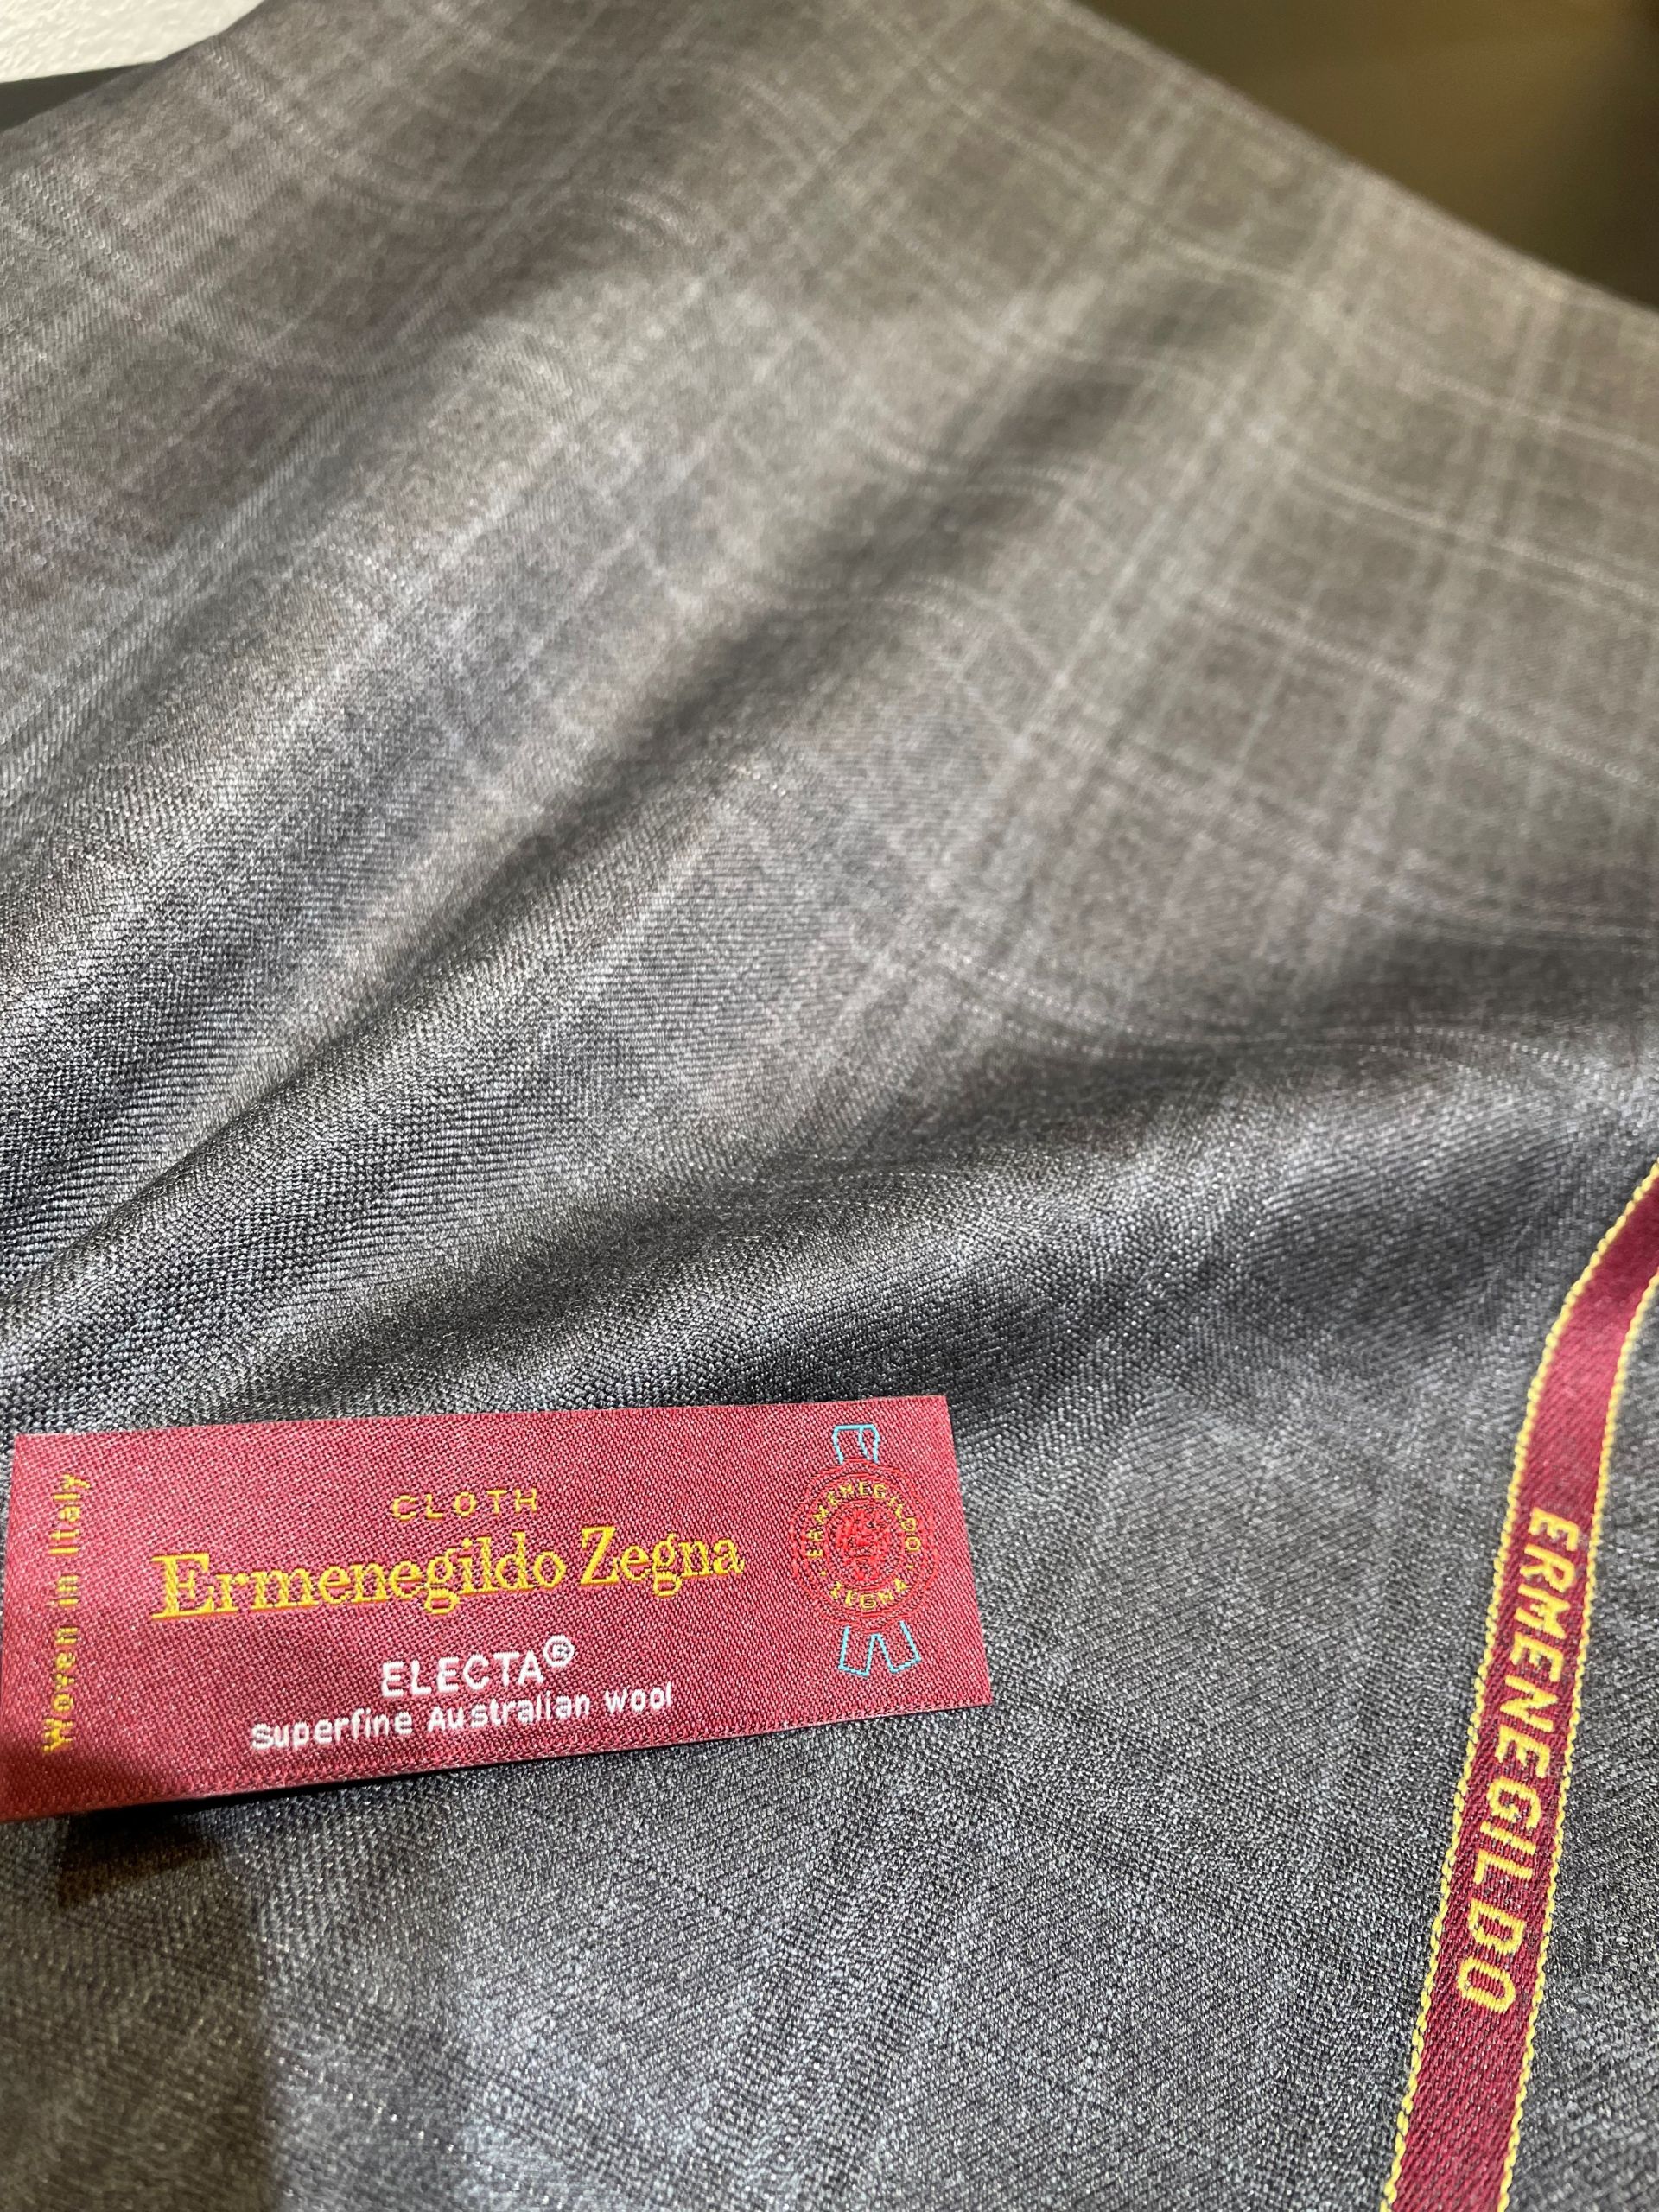 Woven in Italy
CLOTH
Ermenegildo Zegna
ELECTA®
Superfine Australian Wool
ERMENEGILDO
ZEGNA
ERMENEGILDO